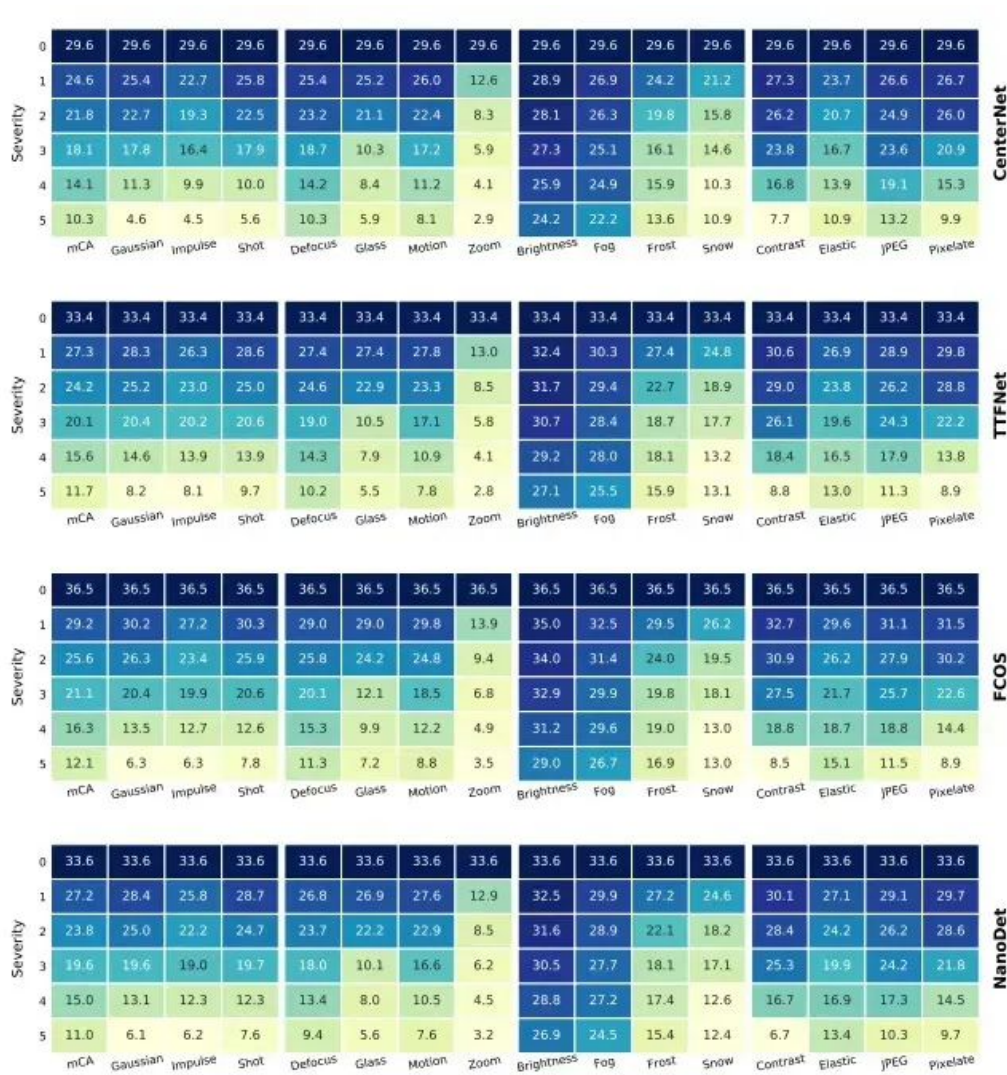 0 29.6 29.6 29.6 29.6 29.6 29.6 29.6 29.6 29.6 29.6 29.6 29.6 29.6 29.6 29.6 29.6
1 24.6 25.4 22.7 25.8 25.4 25.2 26.0 12.6 28.9 26.9 24.2 21.2 27.3 23.7 26.6 26.7
2 21.8 22.7 19.3 22.5 23.2 21.1 22.4 8.3 28.1 26.3 19.8 15.8 26.2 20.7 24.9 26.0
3 18.1 17.8 16.4 17.9 18.7 10.3 17.2 5.9 27.3 25.1 16.1 14.6 23.8 16.7 23.6 20.9
4 14.1 11.3 9.9 10.0 14.2 8.4 11.2 4.1 25.9 24.9 15.9 10.3 16.8 13.9 19.1 15.3
5 10.3 4.6 4.5 5.6 10.3 5.9 8.1 2.9 24.2 22.2 13.6 10.9 7.7 10.9 13.2 9.9
mCA Gaussian Impulse Shot Defocus Glass Motion Zoom Brightness Fog Frost Snow Contrast Elastic JPEG Pixelate
Severity
CenterNet
0 33.4 33.4 33.4 33.4 33.4 33.4 33.4 33.4 33.4 33.4 33.4 33.4 33.4 33.4 33.4 33.4
1 27.3 28.3 26.3 28.6 27.4 27.4 27.8 13.0 32.4 30.3 27.4 24.8 30.6 26.9 28.9 29.8
2 24.2 25.2 23.0 25.0 24.6 22.9 23.3 8.5 31.7 29.4 22.7 18.9 29.0 23.8 26.2 28.8
3 20.1 20.4 20.2 20.6 19.0 10.5 17.1 5.8 30.7 28.4 18.7 17.7 26.1 19.6 24.3 22.2
4 15.6 14.6 13.9 13.9 14.3 7.9 10.9 4.1 29.2 28.0 18.1 13.2 18.4 16.5 17.9 13.8
5 11.7 8.2 8.1 9.7 10.2 5.5 7.8 2.8 27.1 25.5 15.9 13.1 8.8 13.0 11.3 8.9
mCA Gaussian Impulse Shot Defocus Glass Motion Zoom Brightness Fog Frost Snow Contrast Elastic JPEG Pixelate
Severity
TTFNet
0 36.5 36.5 36.5 36.5 36.5 36.5 36.5 36.5 36.5 36.5 36.5 36.5 36.5 36.5 36.5 36.5
1 29.2 30.2 27.2 30.3 29.0 29.0 29.8 13.9 35.0 32.5 29.5 26.2 32.7 29.6 31.1 31.5
2 25.6 26.3 23.4 25.9 25.8 24.2 24.8 9.4 34.0 31.4 24.0 19.5 30.9 26.2 27.9 30.2
3 21.1 20.4 19.9 20.6 20.1 12.1 18.5 6.8 32.9 29.9 19.8 18.1 27.5 21.7 25.7 22.6
4 16.3 13.5 12.7 12.6 15.3 9.9 12.2 4.9 31.2 29.6 19.0 13.0 18.8 18.7 18.8 14.4
5 12.1 6.3 6.3 7.8 11.3 7.2 8.8 3.5 29.0 26.7 16.9 13.0 8.5 15.1 11.5 8.9
mCA Gaussian Impulse Shot Defocus Glass Motion Zoom Brightness Fog Frost Snow Contrast Elastic JPEG Pixelate
Severity
FCOS
0 33.6 33.6 33.6 33.6 33.6 33.6 33.6 33.6 33.6 33.6 33.6 33.6 33.6 33.6 33.6 33.6
1 27.2 28.4 25.8 28.7 26.8 26.9 27.6 12.9 32.5 29.9 27.2 24.6 30.1 27.1 29.1 29.7
2 23.8 25.0 22.2 24.7 23.7 22.2 22.9 8.5 31.6 28.9 22.1 18.2 28.4 24.2 26.2 28.6
3 19.6 19.6 19.0 19.7 18.0 10.1 16.6 6.2 30.5 27.7 18.1 17.1 25.3 19.9 24.2 21.8
4 15.0 13.1 12.3 12.3 13.4 8.0 10.5 4.5 28.8 27.2 17.4 12.6 16.7 16.9 17.3 14.5
5 11.0 6.1 6.2 7.6 9.4 5.6 7.6 3.2 26.9 24.5 15.4 12.4 6.7 13.4 10.3 9.7
mCA Gaussian Impulse Shot Defocus Glass Motion Zoom Brightness Fog Frost Snow Contrast Elastic JPEG Pixelate
Severity
NanoDet